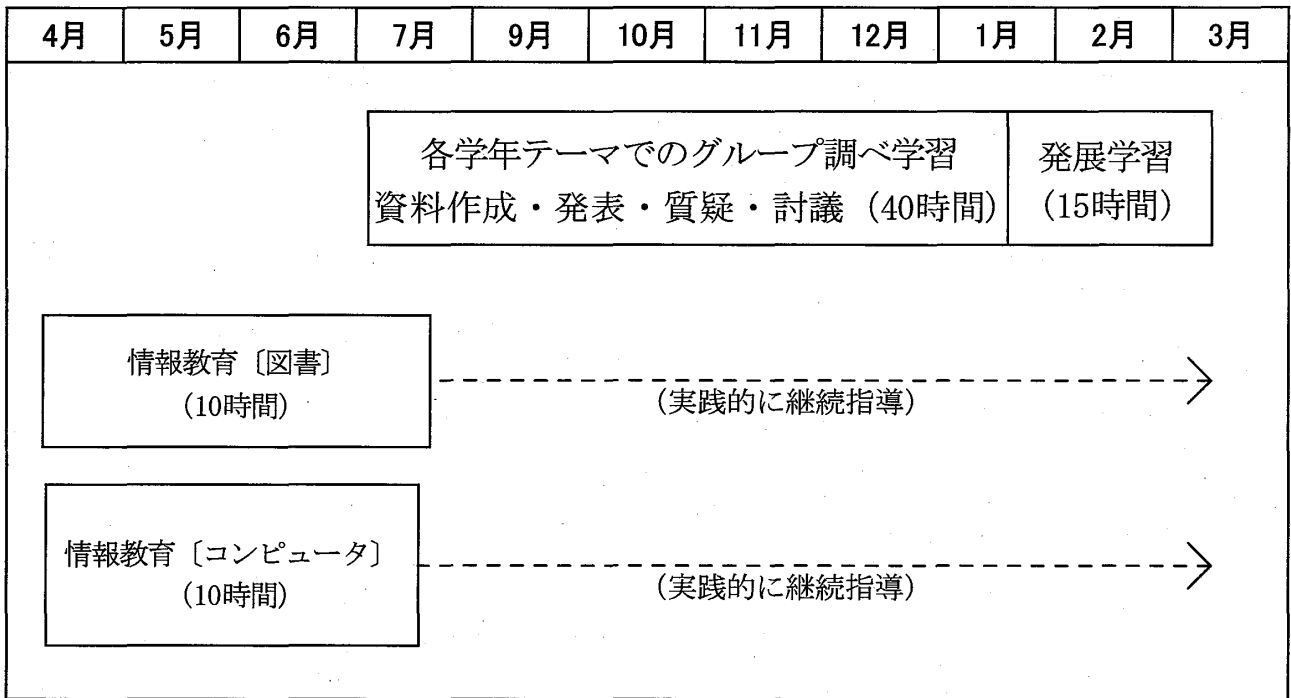 4月 5月 6月 7月 9月 10月 11月 12月 1月 2月 3月
各学年テーマでのグループ調べ学習
資料作成・発表・質疑・討議（40時間）
発展学習
（15時間）
情報教育〔図書〕
（10時間）
（実践的に継続指導）
情報教育〔コンピュータ〕
（10時間）
（実践的に継続指導）